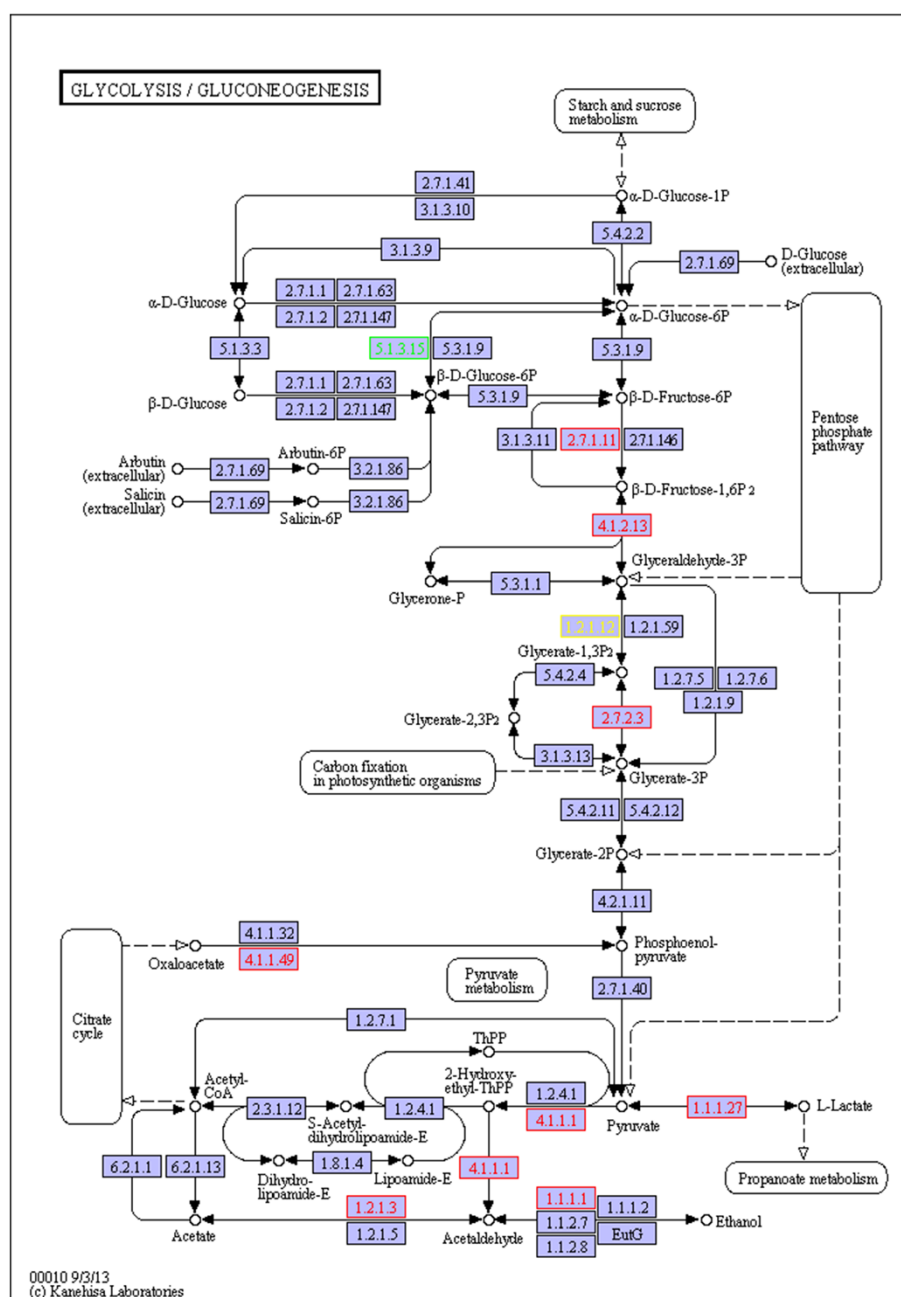 GLYCOLYSIS / GLUCONEOGENESIS
Starch and sucrose
metabolism
2.7.1.41
3.1.3.10
α-D-Glucose-1P
5.4.2.2
3.1.3.9
2.7.1.69
D-Glucose
(extracellular)
α-D-Glucose
2.7.1.1
2.7.1.63
2.7.1.2
2.7.1.147
α-D-Glucose-6P
5.1.3.3
5.1.3.15
5.3.1.9
5.3.1.9
β-D-Glucose-6P
β-D-Glucose
2.7.1.1
2.7.1.63
2.7.1.2
2.7.1.147
5.3.1.9
β-D-Fructose-6P
Pentose
phosphate
pathway
3.1.3.11
2.7.1.11
2.7.1.146
Arbutin
(extracellular)
2.7.1.69
Arbutin-6P
3.2.1.86
Salicin
(extracellular)
2.7.1.69
Salicin-6P
3.2.1.86
β-D-Fructose-1,6P2
4.1.2.13
Glyceraldehyde-3P
5.3.1.1
Glycerone-P
1.2.1.12
1.2.1.59
Glycerate-1,3P2
5.4.2.4
1.2.7.5
1.2.7.6
1.2.1.9
Glycerate-2,3P2
2.7.2.3
3.1.3.13
Carbon fixation
in photosynthetic organisms
Glycerate-3P
5.4.2.11
5.4.2.12
Glycerate-2P
4.2.1.11
4.1.1.32
Oxaloacetate
4.1.1.49
Phosphoenol-
pyruvate
Pyruvate
metabolism
2.7.1.40
Citrate
cycle
1.2.7.1
ThPP
2-Hydroxy-
ethyl-ThPP
Acetyl-
CoA
2.3.1.12
S-Acetyl-
dihydrolipoamide-E
1.2.4.1
1.2.4.1
4.1.1.1
Pyruvate
1.1.1.27
L-Lactate
6.2.1.1
6.2.1.13
Dihydro-
lipoamide-E
1.8.1.4
Lipoamide-E
4.1.1.1
Propanoate metabolism
Acetate
1.2.1.3
1.2.1.5
Acetaldehyde
1.1.1.1
1.1.1.2
1.1.2.7
EutG
1.1.2.8
Ethanol
00010 9/3/13
(c) Kanehisa Laboratories